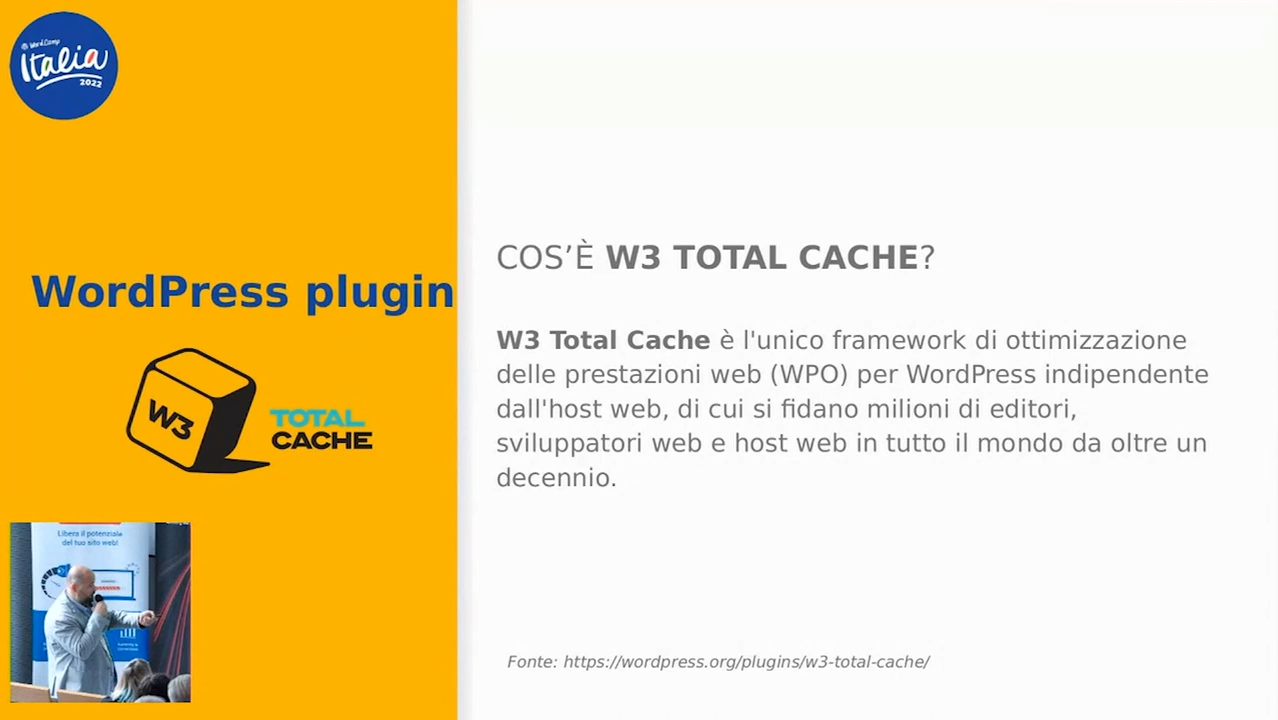 WordCamp
Italia
2022
WordPress plugin
W3
TOTAL
CACHE
Libera il potenziale
del tuo sito web!
COS’È W3 TOTAL CACHE?
W3 Total Cache è l'unico framework di ottimizzazione
delle prestazioni web (WPO) per WordPress indipendente
dall'host web, di cui si fidano milioni di editori,
sviluppatori web e host web in tutto il mondo da oltre un
decennio.
Fonte: https://wordpress.org/plugins/w3-total-cache/